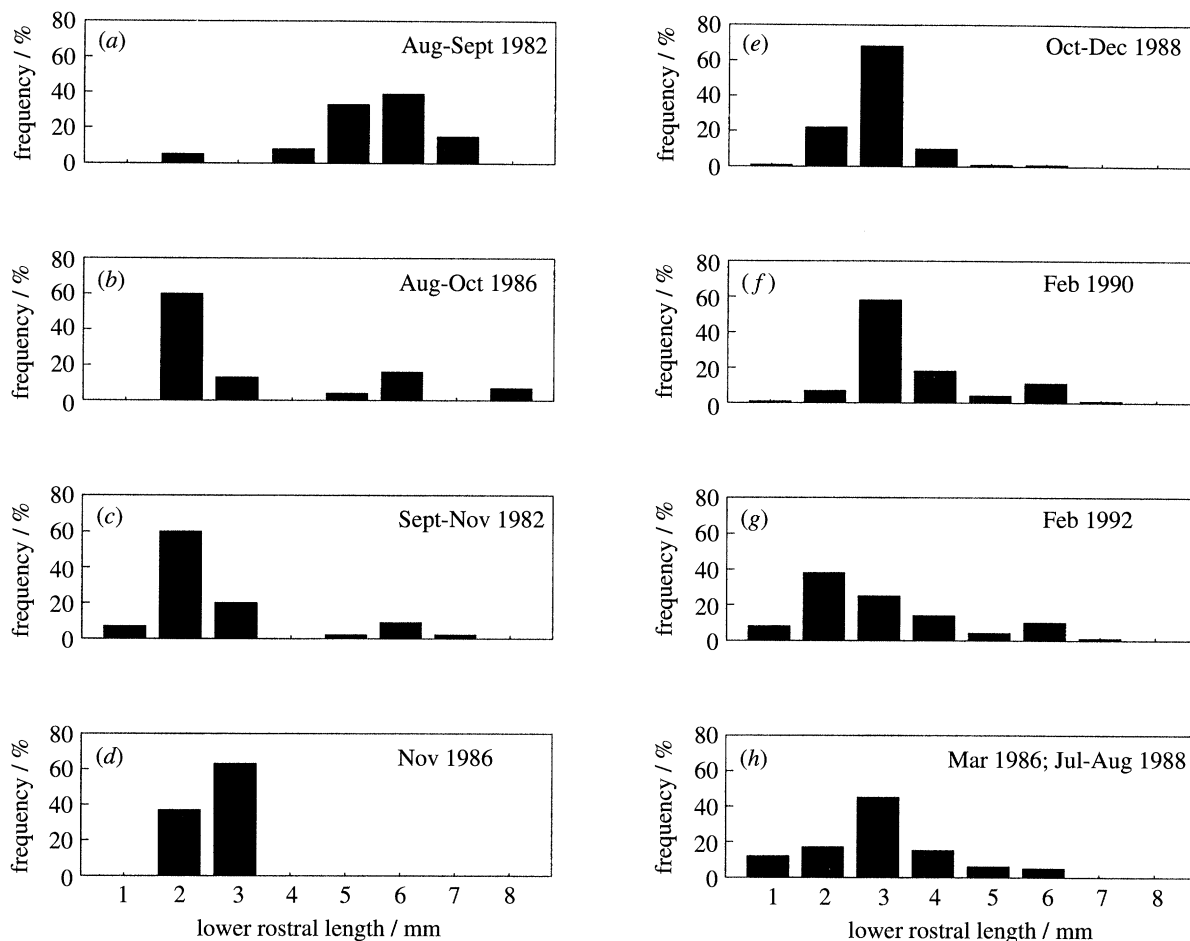 80
60
40
20
0
frequency / %
(a)
Aug-Sept 1982
80
60
40
20
0
frequency / %
(b)
Aug-Oct 1986
80
60
40
20
0
frequency / %
(c)
Sept-Nov 1982
80
60
40
20
0
frequency / %
(d)
Nov 1986
1 2 3 4 5 6 7 8
lower rostral length / mm
80
60
40
20
0
frequency / %
(e)
Oct-Dec 1988
80
60
40
20
0
frequency / %
(f)
Feb 1990
80
60
40
20
0
frequency / %
(g)
Feb 1992
80
60
40
20
0
frequency / %
(h)
Mar 1986; Jul-Aug 1988
1 2 3 4 5 6 7 8
lower rostral length / mm